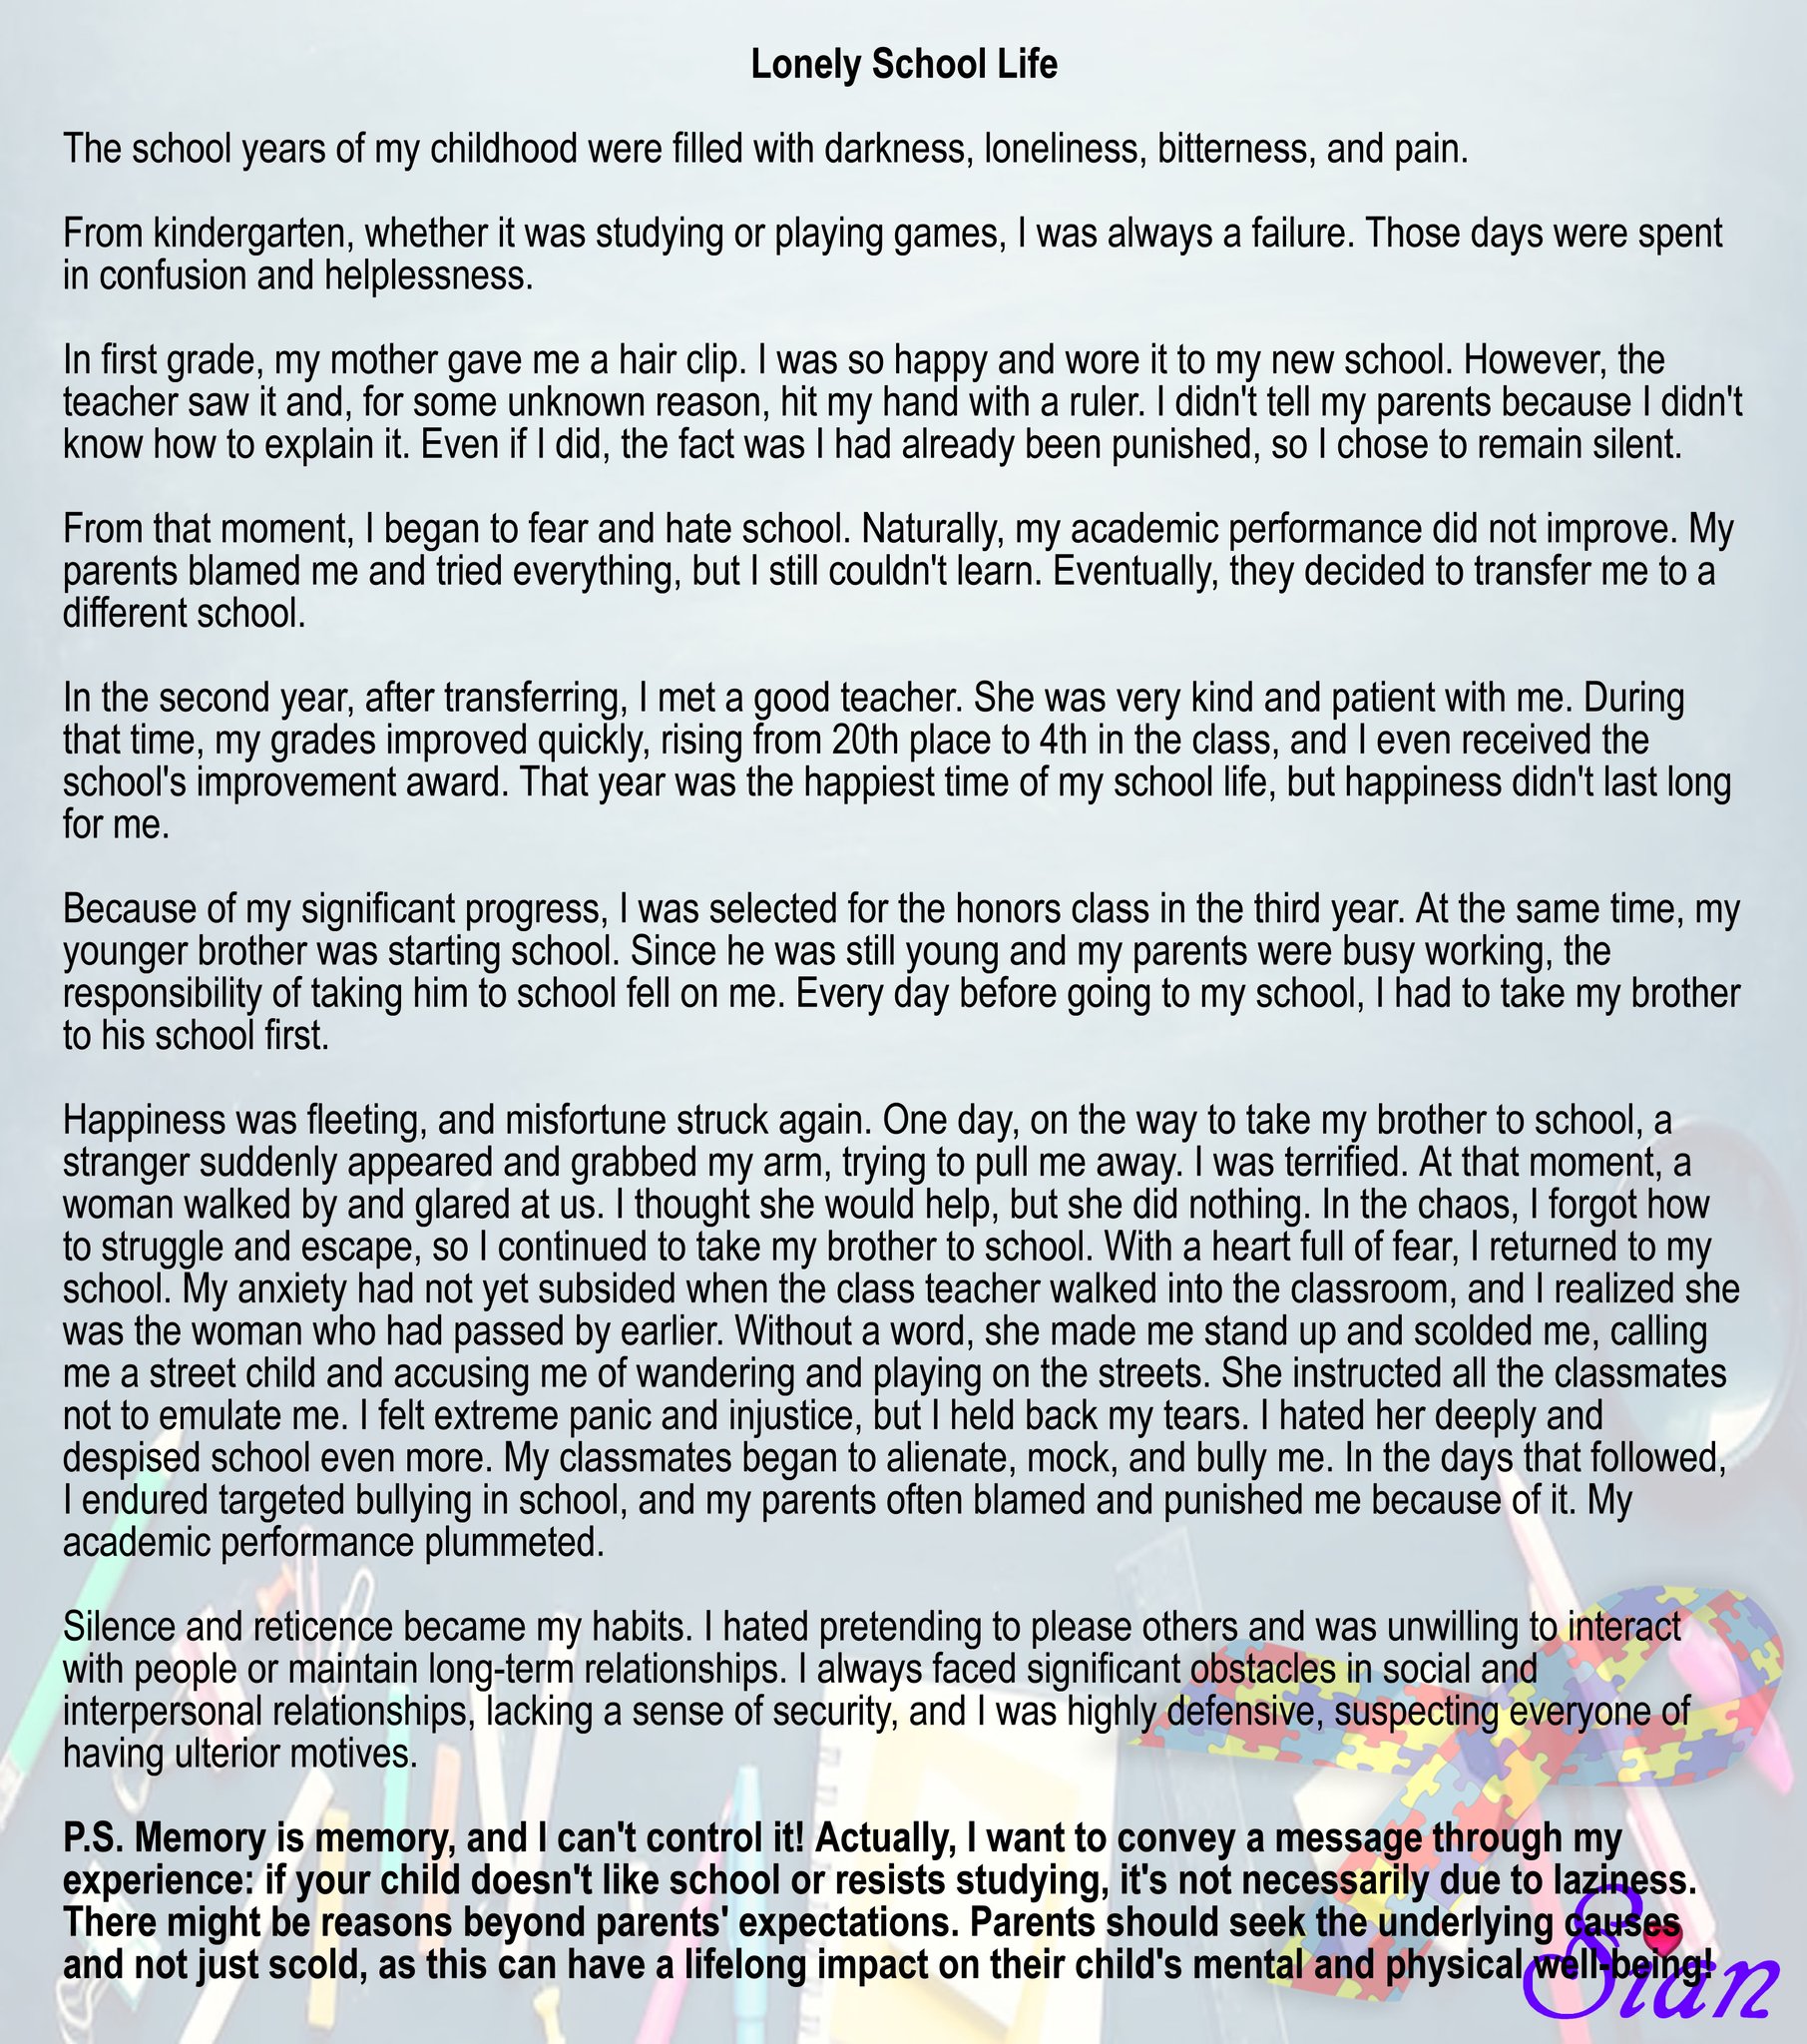 Lonely School Life
The school years of my childhood were filled with darkness, loneliness, bitterness, and pain.
From kindergarten, whether it was studying or playing games, I was always a failure. Those days were spent
in confusion and helplessness.
In first grade, my mother gave me a hair clip. I was so happy and wore it to my new school. However, the
teacher saw it and, for some unknown reason, hit my hand with a ruler. I didn't tell my parents because I didn't
know how to explain it. Even if I did, the fact was I had already been punished, so I chose to remain silent.
From that moment, I began to fear and hate school. Naturally, my academic performance did not improve. My
parents blamed me and tried everything, but I still couldn't learn. Eventually, they decided to transfer me to a
different school.
In the second year, after transferring, I met a good teacher. She was very kind and patient with me. During
that time, my grades improved quickly, rising from 20th place to 4th in the class, and I even received the
school's improvement award. That year was the happiest time of my school life, but happiness didn't last long
for me.
Because of my significant progress, I was selected for the honors class in the third year. At the same time, my
younger brother was starting school. Since he was still young and my parents were busy working, the
responsibility of taking him to school fell on me. Every day before going to my school, I had to take my brother
to his school first.
Happiness was fleeting, and misfortune struck again. One day, on the way to take my brother to school, a
stranger suddenly appeared and grabbed my arm, trying to pull me away. I was terrified. At that moment, a
woman walked by and glared at us. I thought she would help, but she did nothing. In the chaos, I forgot how
to struggle and escape, so I continued to take my brother to school. With a heart full of fear, I returned to my
school. My anxiety had not yet subsided when the class teacher walked into the classroom, and I realized she
was the woman who had passed by earlier. Without a word, she made me stand up and scolded me, calling
me a street child and accusing me of wandering and playing on the streets. She instructed all the classmates
not to emulate me. I felt extreme panic and injustice, but I held back my tears. I hated her deeply and
despised school even more. My classmates began to alienate, mock, and bully me. In the days that followed,
I endured targeted bullying in school, and my parents often blamed and punished me because of it. My
academic performance plummeted.
Silence and reticence became my habits. I hated pretending to please others and was unwilling to interact
with people or maintain long-term relationships. I always faced significant obstacles in social and
interpersonal relationships, lacking a sense of security, and I was highly defensive, suspecting everyone of
having ulterior motives.
P.S. Memory is memory, and I can't control it! Actually, I want to convey a message through my
experience: if your child doesn't like school or resists studying, it's not necessarily due to laziness.
There might be reasons beyond parents' expectations. Parents should seek the underlying causes
and not just scold, as this can have a lifelong impact on their child's mental and physical well-being!
Sian